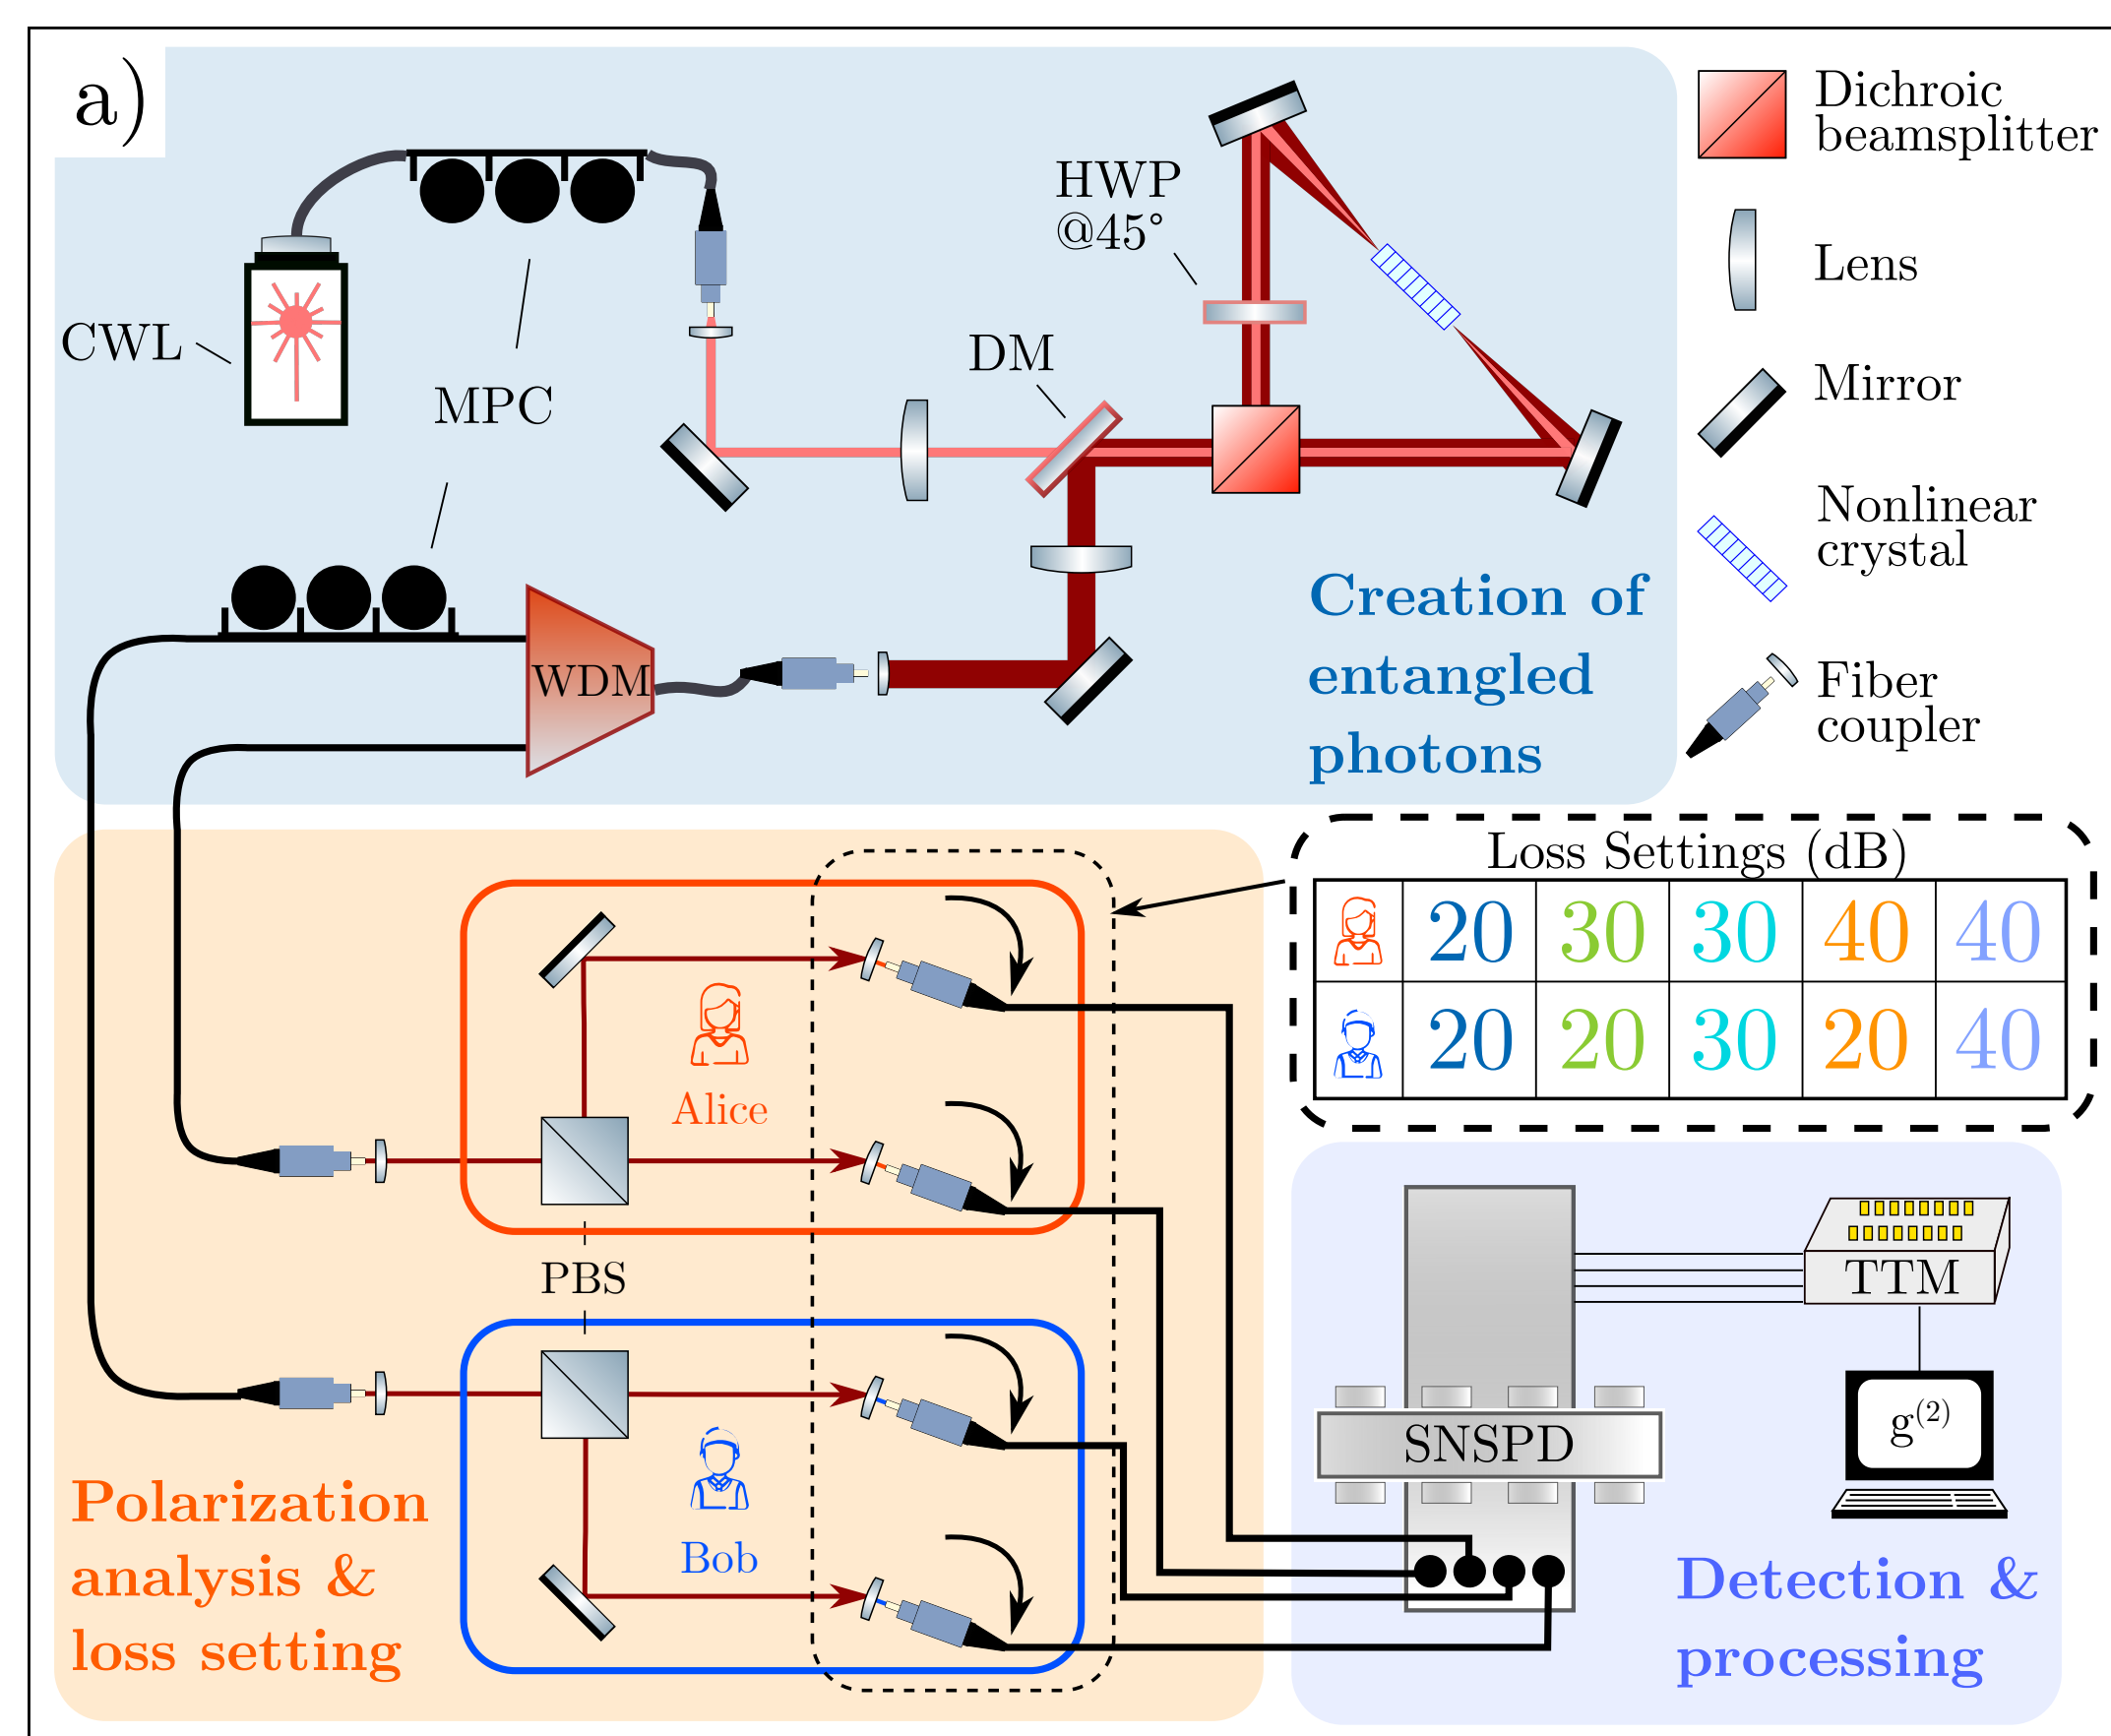 a)
CWL
MPC
HWP
@45°
DM
WDM
Creation of
entangled
photons
Dichroic
beamsplitter
Lens
Mirror
Nonlinear
crystal
Fiber
coupler
Alice
PBS
Bob
Polarization
analysis &
loss setting
Loss Settings (dB)
20 30 30 40 40
20 20 30 20 40
TTM
SNSPD
g(2)
Detection &
processing